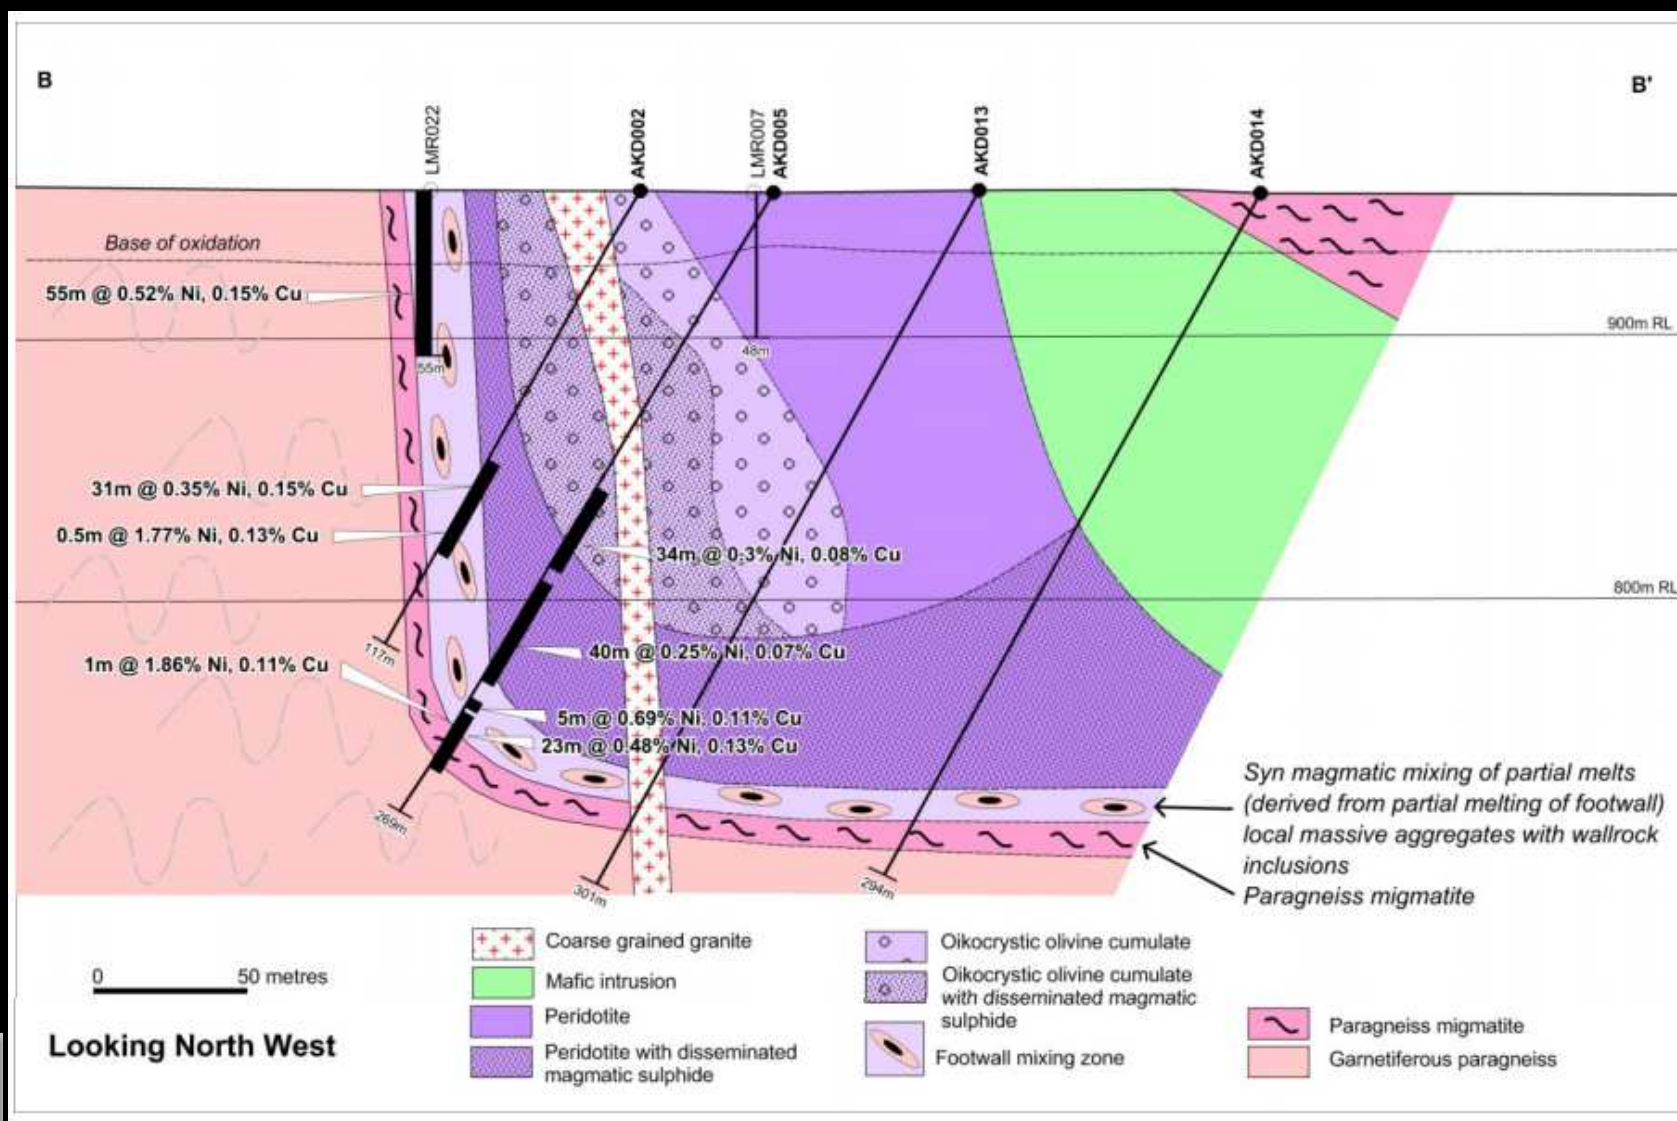 B
B'
LMR022
AKD002
LMR007
AKD005
AKD013
AKD014
Base of oxidation
55m @ 0.52% Ni, 0.15% Cu
900m RL
48m
55m
31m @ 0.35% Ni, 0.15% Cu
0.5m @ 1.77% Ni, 0.13% Cu
34m @ 0.3% Ni, 0.08% Cu
800m RL
117m
1m @ 1.86% Ni, 0.11% Cu
40m @ 0.25% Ni, 0.07% Cu
5m @ 0.69% Ni, 0.11% Cu
23m @ 0.48% Ni, 0.13% Cu
269m
301m
294m
Syn magmatic mixing of partial melts
(derived from partial melting of footwall)
local massive aggregates with wallrock
inclusions
Paragneiss migmatite
0 50 metres
Looking North West
Coarse grained granite
Mafic intrusion
Peridotite
Peridotite with disseminated
magmatic sulphide
Oikocrystic olivine cumulate
Oikocrystic olivine cumulate
with disseminated magmatic
sulphide
Footwall mixing zone
Paragneiss migmatite
Garnetiferous paragneiss